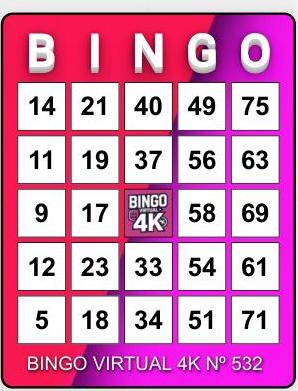 B I N G O
14 21 40 49 75
11 19 37 56 63
9 17 BINGO VIRTUAL 4K 58 69
12 23 33 54 61
5 18 34 51 71
BINGO VIRTUAL 4K Nº 532